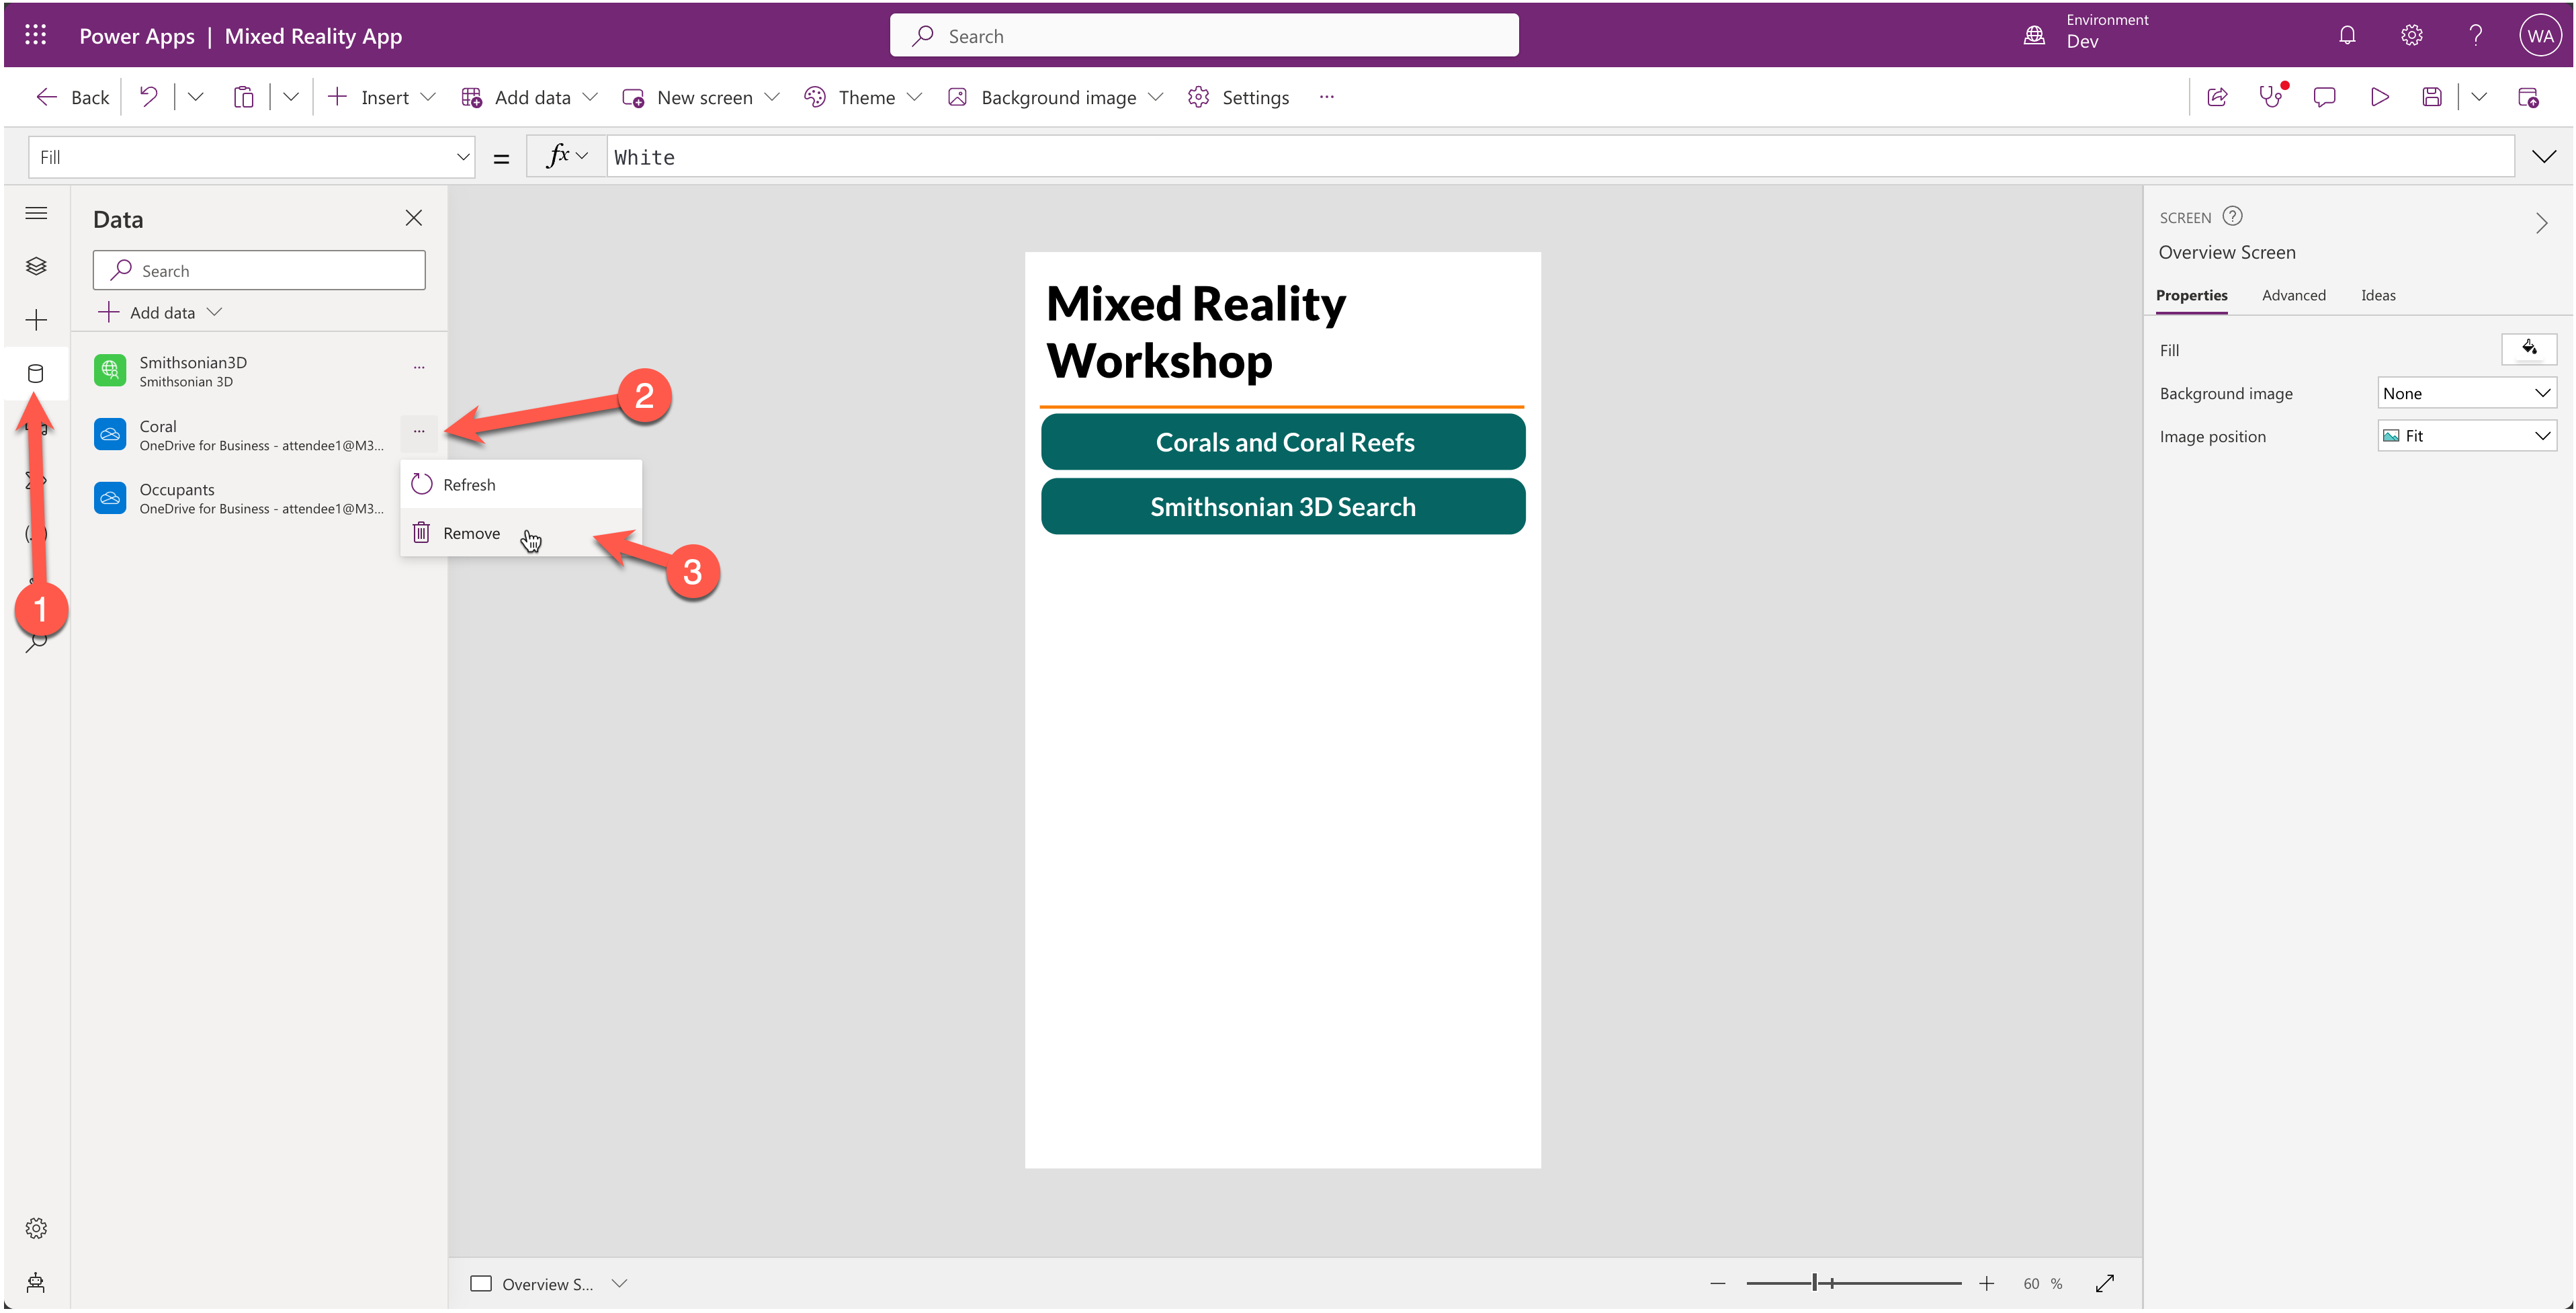 Power Apps | Mixed Reality App
Search
Environment
Dev
WA
Back
Insert
Add data
New screen
Theme
Background image
Settings
Fill
=
fx
White
Data
Search
Add data
Smithsonian3D
Smithsonian 3D
Coral
OneDrive for Business - attendee1@M3...
Occupants
OneDrive for Business - attendee1@M3...
Refresh
Remove
1
2
3
Mixed Reality
Workshop
Corals and Coral Reefs
Smithsonian 3D Search
SCREEN
Overview Screen
Properties
Advanced
Ideas
Fill
Background image
None
Image position
Fit
Overview S...
60 %